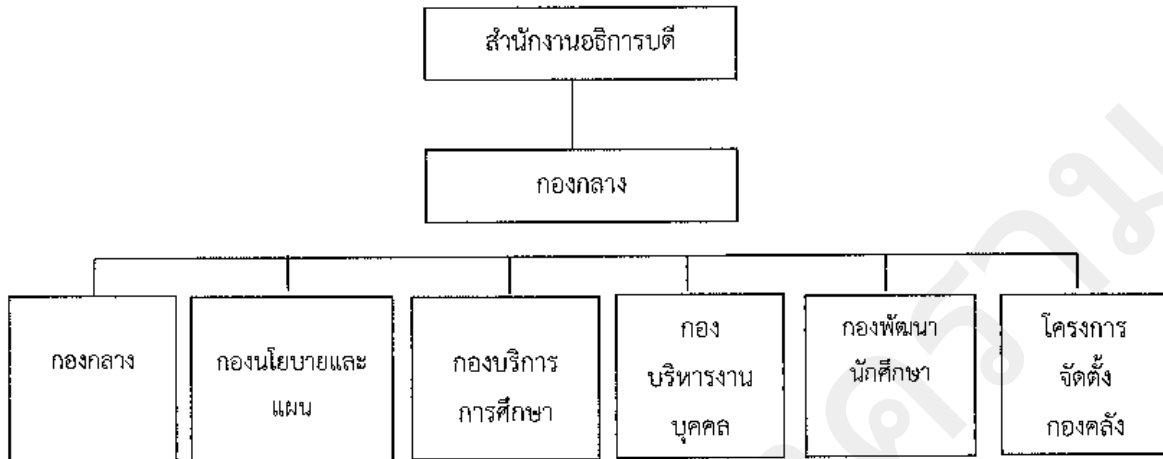 สำนักงานอธิการบดี
กองกลาง
กองกลาง
กองนโยบายและ
แผน
กองบริการ
การศึกษา
กอง
บริหารงาน
บุคคล
กองพัฒนา
นักศึกษา
โครงการ
จัดตั้ง
กองคลัง